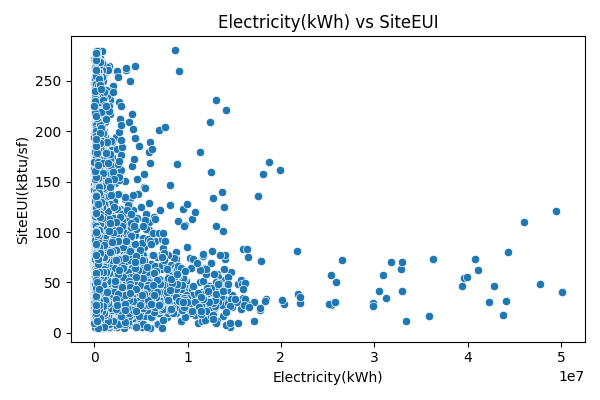 Electricity(kWh) vs SiteEUI
SiteEUI(kBtu/sf)
250
200
150
100
50
0
0 1 2 3 4 5
1e7
Electricity(kWh)